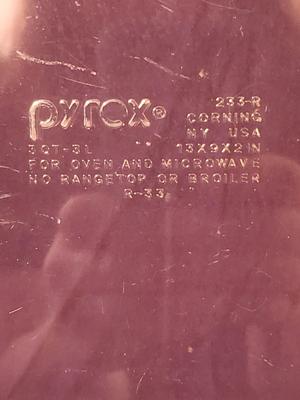 pyrex® 233-R
CORNING
NY USA
3QT-3L 13X9X2IN
FOR OVEN AND MICROWAVE
NO RANGETOP OR BROILER
R-33